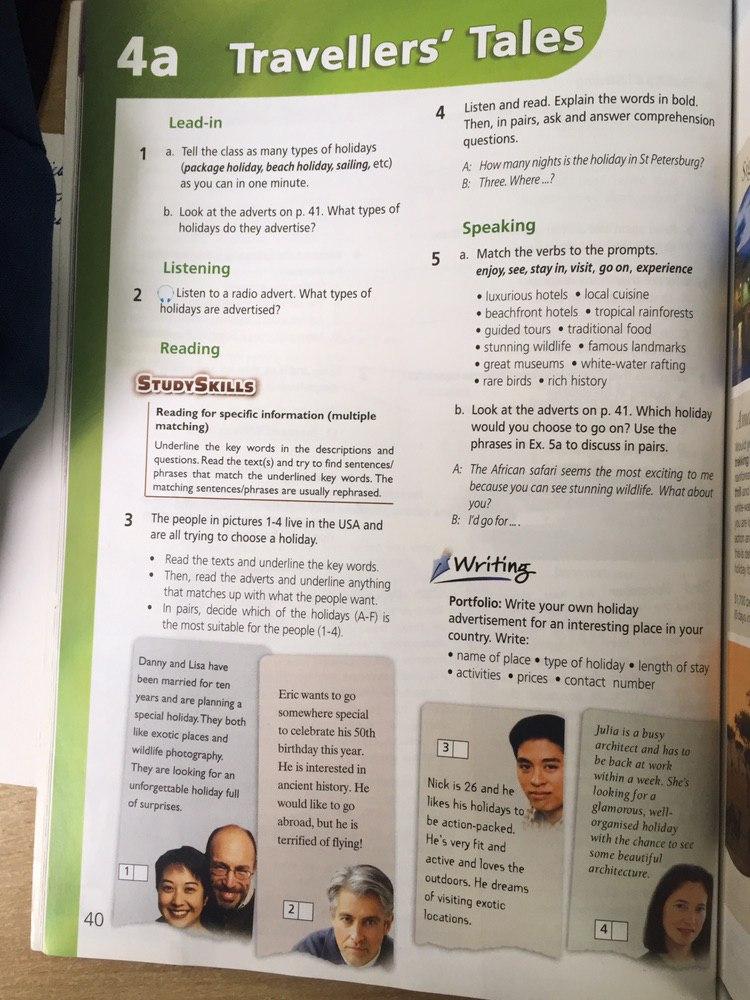 4a Travellers' Tales
Lead-in
1 a. Tell the class as many types of holidays
(package holiday, beach holiday, sailing, etc)
as you can in one minute.
b. Look at the adverts on p. 41. What types of
holidays do they advertise?
Listening
2 Listen to a radio advert. What types of
holidays are advertised?
Reading
STUDYSKILLS
Reading for specific information (multiple
matching)
Underline the key words in the descriptions and
questions. Read the text(s) and try to find sentences/
phrases that match the underlined key words. The
matching sentences/phrases are usually rephrased.
3 The people in pictures 1-4 live in the USA and
are all trying to choose a holiday.
• Read the texts and underline the key words.
• Then, read the adverts and underline anything
that matches up with what the people want.
• In pairs, decide which of the holidays (A-F) is
the most suitable for the people (1-4).
4 Listen and read. Explain the words in bold.
Then, in pairs, ask and answer comprehension
questions.
A: How many nights is the holiday in St Petersburg?
B: Three. Where ...?
Speaking
5 a. Match the verbs to the prompts.
enjoy, see, stay in, visit, go on, experience
• luxurious hotels • local cuisine
• beachfront hotels • tropical rainforests
• guided tours • traditional food
• stunning wildlife • famous landmarks
• great museums • white-water rafting
• rare birds • rich history
b. Look at the adverts on p. 41. Which holiday
would you choose to go on? Use the
phrases in Ex. 5a to discuss in pairs.
A: The African safari seems the most exciting to me
because you can see stunning wildlife. What about
you?
B: I'd go for ... .
Writing
Portfolio: Write your own holiday
advertisement for an interesting place in your
country. Write:
• name of place • type of holiday • length of stay
• activities • prices • contact number
Danny and Lisa have
been married for ten
years and are planning a
special holiday. They both
like exotic places and
wildlife photography.
They are looking for an
unforgettable holiday full
of surprises.
1
Eric wants to go
somewhere special
to celebrate his 50th
birthday this year.
He is interested in
ancient history. He
would like to go
abroad, but he is
terrified of flying!
2
3
Nick is 26 and he
likes his holidays to
be action-packed.
He's very fit and
active and loves the
outdoors. He dreams
of visiting exotic
locations.
Julia is a busy
architect and has to
be back at work
within a week. She's
looking for a
glamorous, well-
organised holiday
with the chance to see
some beautiful
architecture.
4
40